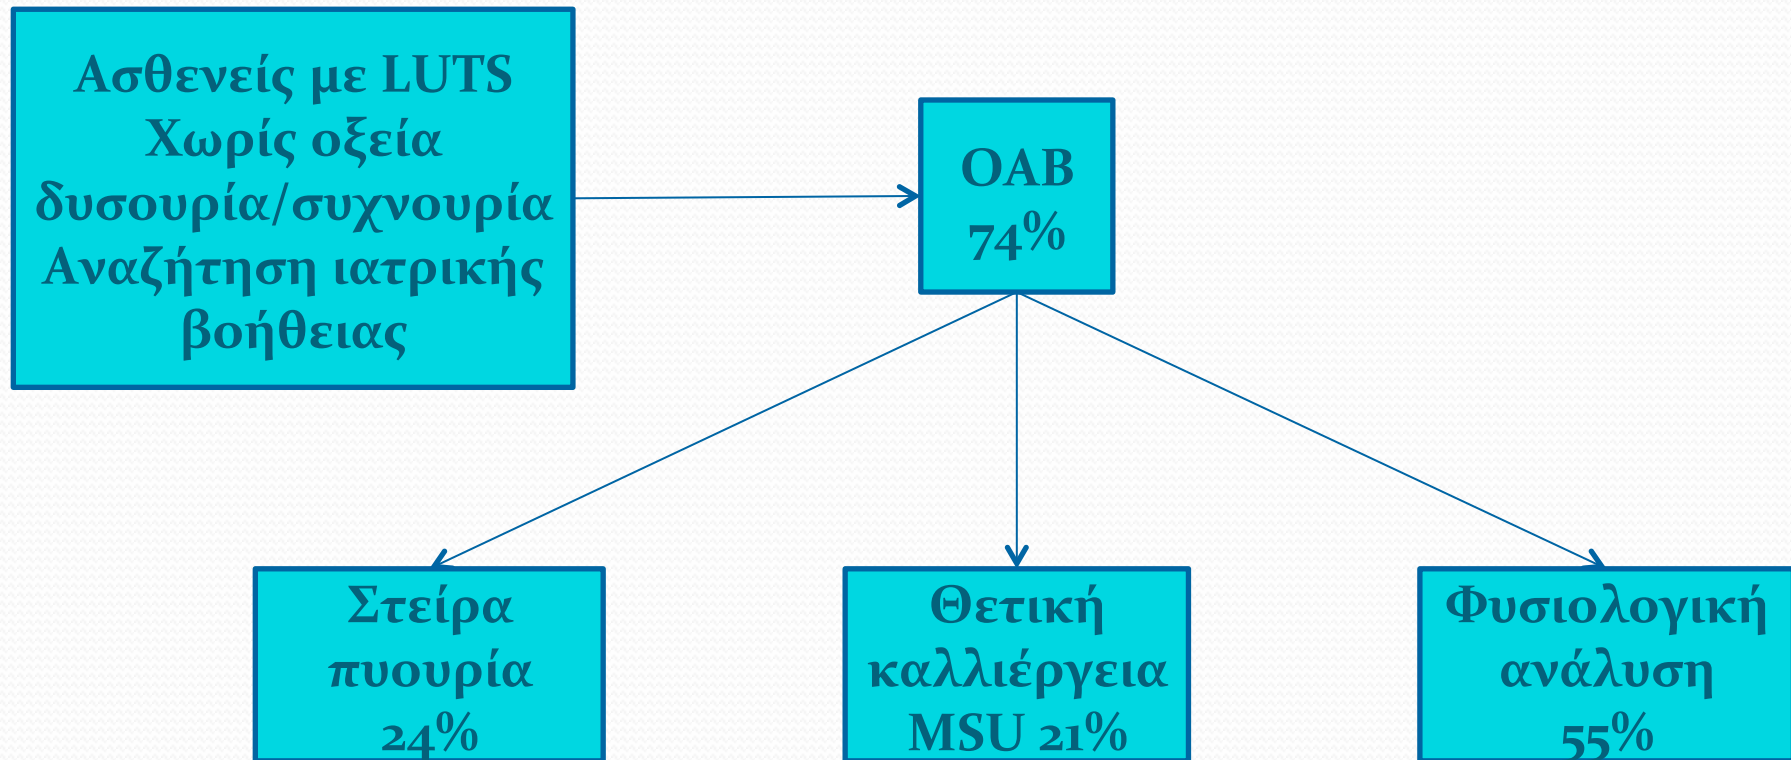 Ασθενείς με LUTS
Χωρίς οξεία
δυσουρία/συχνουρία
Αναζήτηση ιατρικής
βοήθειας
OAB
74%
Στείρα
πυουρία
24%
Θετική
καλλιέργεια
MSU 21%
Φυσιολογική
ανάλυση
55%